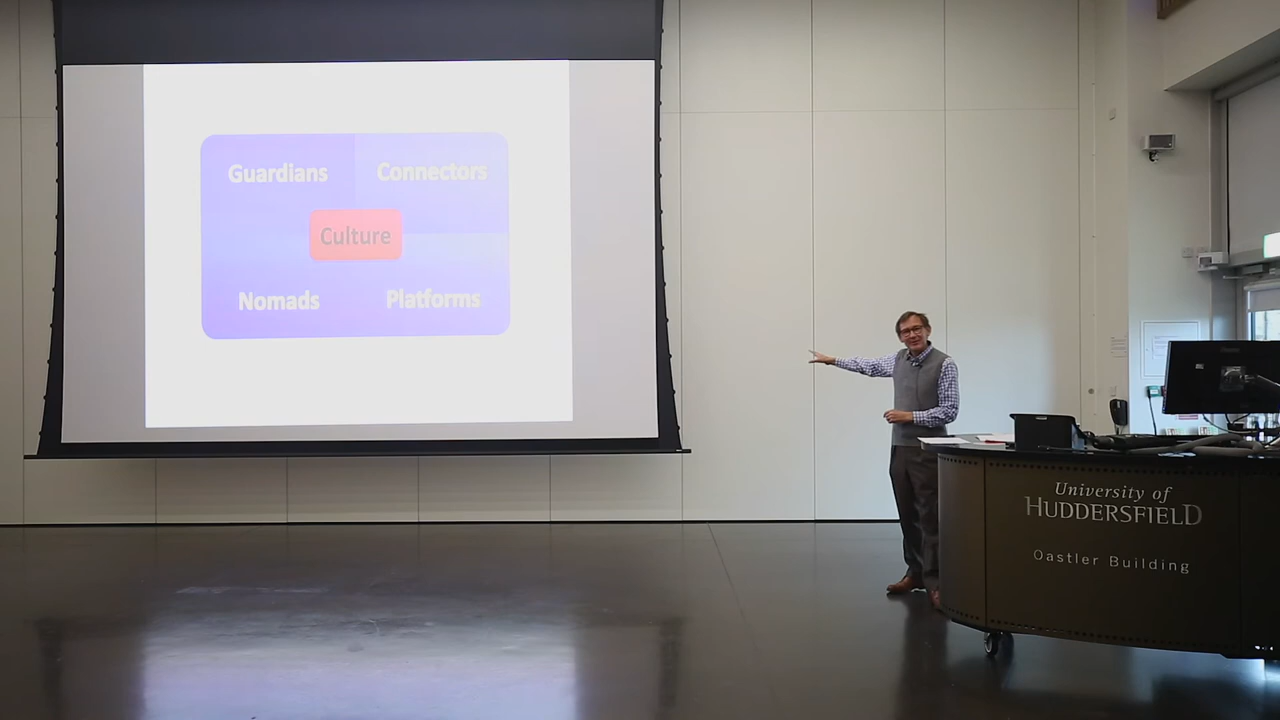 Guardians
Connectors
Culture
Nomads
Platforms
University of
HUDDERSFIELD
Oastler Building